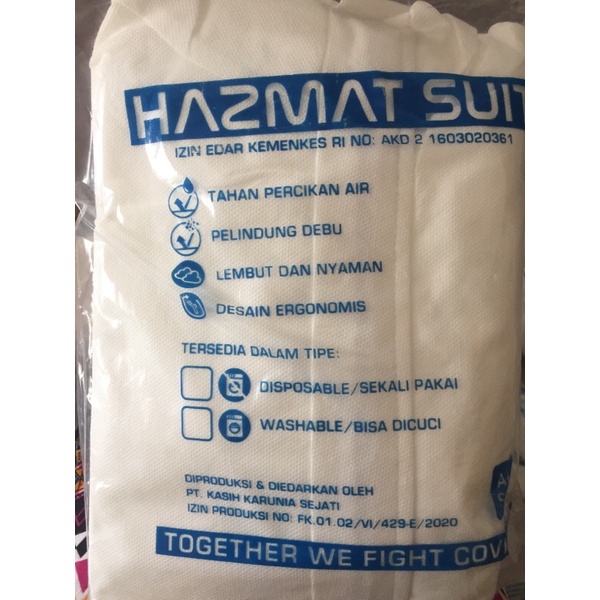 HAZMAT SUIT
IZIN EDAR KEMENKES RI NO: AKD 2 1603020361
TAHAN PERCIKAN AIR
PELINDUNG DEBU
LEMBUT DAN NYAMAN
DESAIN ERGONOMIS
TERSEDIA DALAM TIPE:
DISPOSABLE/SEKALI PAKAI
WASHABLE/BISA DICUCI
DIPRODUKSI & DIEDARKAN OLEH
PT. KASIH KARUNIA SEJATI
IZIN PRODUKSI NO: FK.01.02/VI/429-E/2020
TOGETHER WE FIGHT COVI